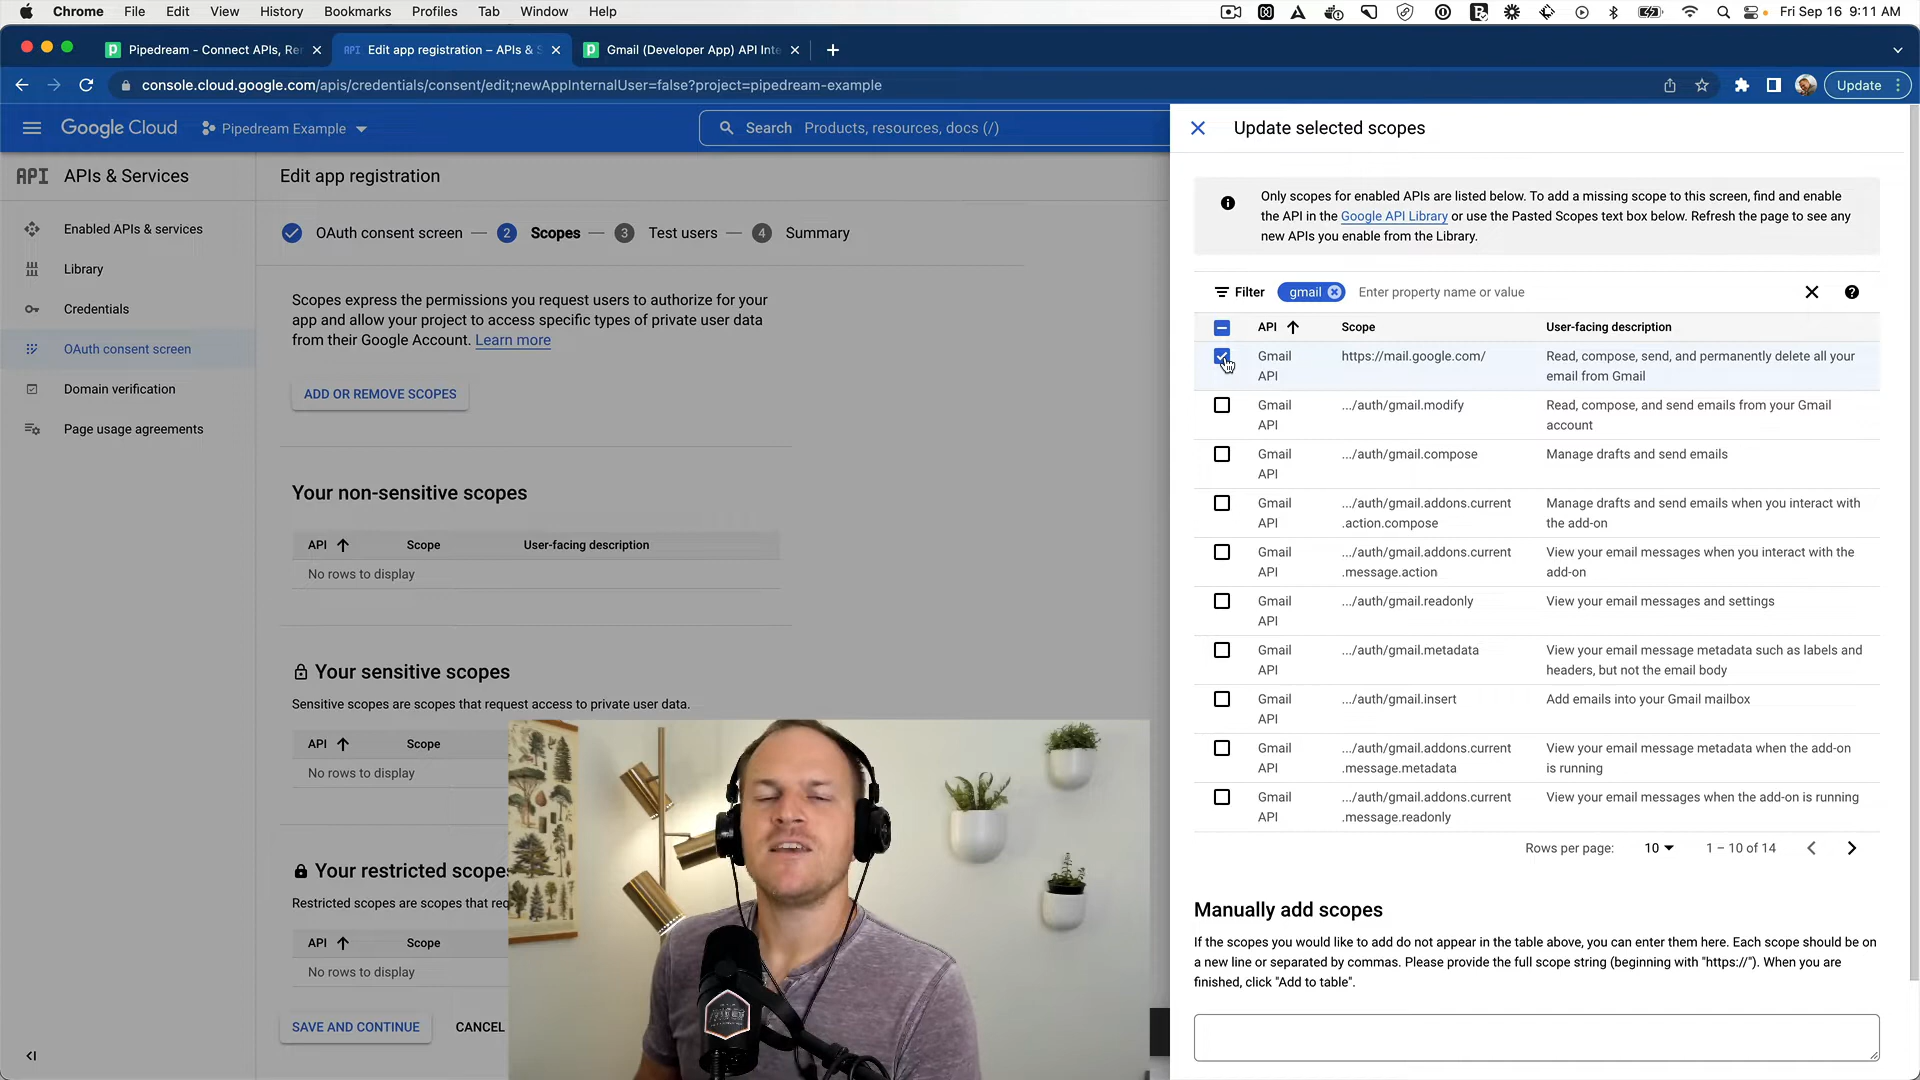 Chrome File Edit View History Bookmarks Profiles Tab Window Help Fri Sep 16 9:11 AM
Pipedream - Connect APIs, Rer
API Edit app registration – APIs & S
Gmail (Developer App) API Inte
console.cloud.google.com/apis/credentials/consent/edit;newAppInternalUser=false?project=pipedream-example
Update
Google Cloud
Pipedream Example
Search Products, resources, docs (/)
API APIs & Services
Enabled APIs & services
Library
Credentials
OAuth consent screen
Domain verification
Page usage agreements
Edit app registration
OAuth consent screen — 2 Scopes — 3 Test users — 4 Summary
Scopes express the permissions you request users to authorize for your
app and allow your project to access specific types of private user data
from their Google Account. Learn more
ADD OR REMOVE SCOPES
Your non-sensitive scopes
API Scope User-facing description
No rows to display
Your sensitive scopes
Sensitive scopes are scopes that request access to private user data.
API Scope
No rows to display
Your restricted scopes
Restricted scopes are scopes that req
API Scope
No rows to display
SAVE AND CONTINUE CANCEL
Update selected scopes
Only scopes for enabled APIs are listed below. To add a missing scope to this screen, find and enable
the API in the Google API Library or use the Pasted Scopes text box below. Refresh the page to see any
new APIs you enable from the Library.
Filter gmail Enter property name or value
API Scope User-facing description
Gmail https://mail.google.com/ Read, compose, send, and permanently delete all your
API email from Gmail
Gmail .../auth/gmail.modify Read, compose, and send emails from your Gmail
API account
Gmail .../auth/gmail.compose Manage drafts and send emails
API
Gmail .../auth/gmail.addons.current Manage drafts and send emails when you interact with
API .action.compose the add-on
Gmail .../auth/gmail.addons.current View your email messages when you interact with the
API .message.action add-on
Gmail .../auth/gmail.readonly View your email messages and settings
API
Gmail .../auth/gmail.metadata View your email message metadata such as labels and
API headers, but not the email body
Gmail .../auth/gmail.insert Add emails into your Gmail mailbox
API
Gmail .../auth/gmail.addons.current View your email message metadata when the add-on
API .message.metadata is running
Gmail .../auth/gmail.addons.current View your email messages when the add-on is running
API .message.readonly
Rows per page: 10 1 – 10 of 14
Manually add scopes
If the scopes you would like to add do not appear in the table above, you can enter them here. Each scope should be on
a new line or separated by commas. Please provide the full scope string (beginning with "https://"). When you are
finished, click "Add to table".